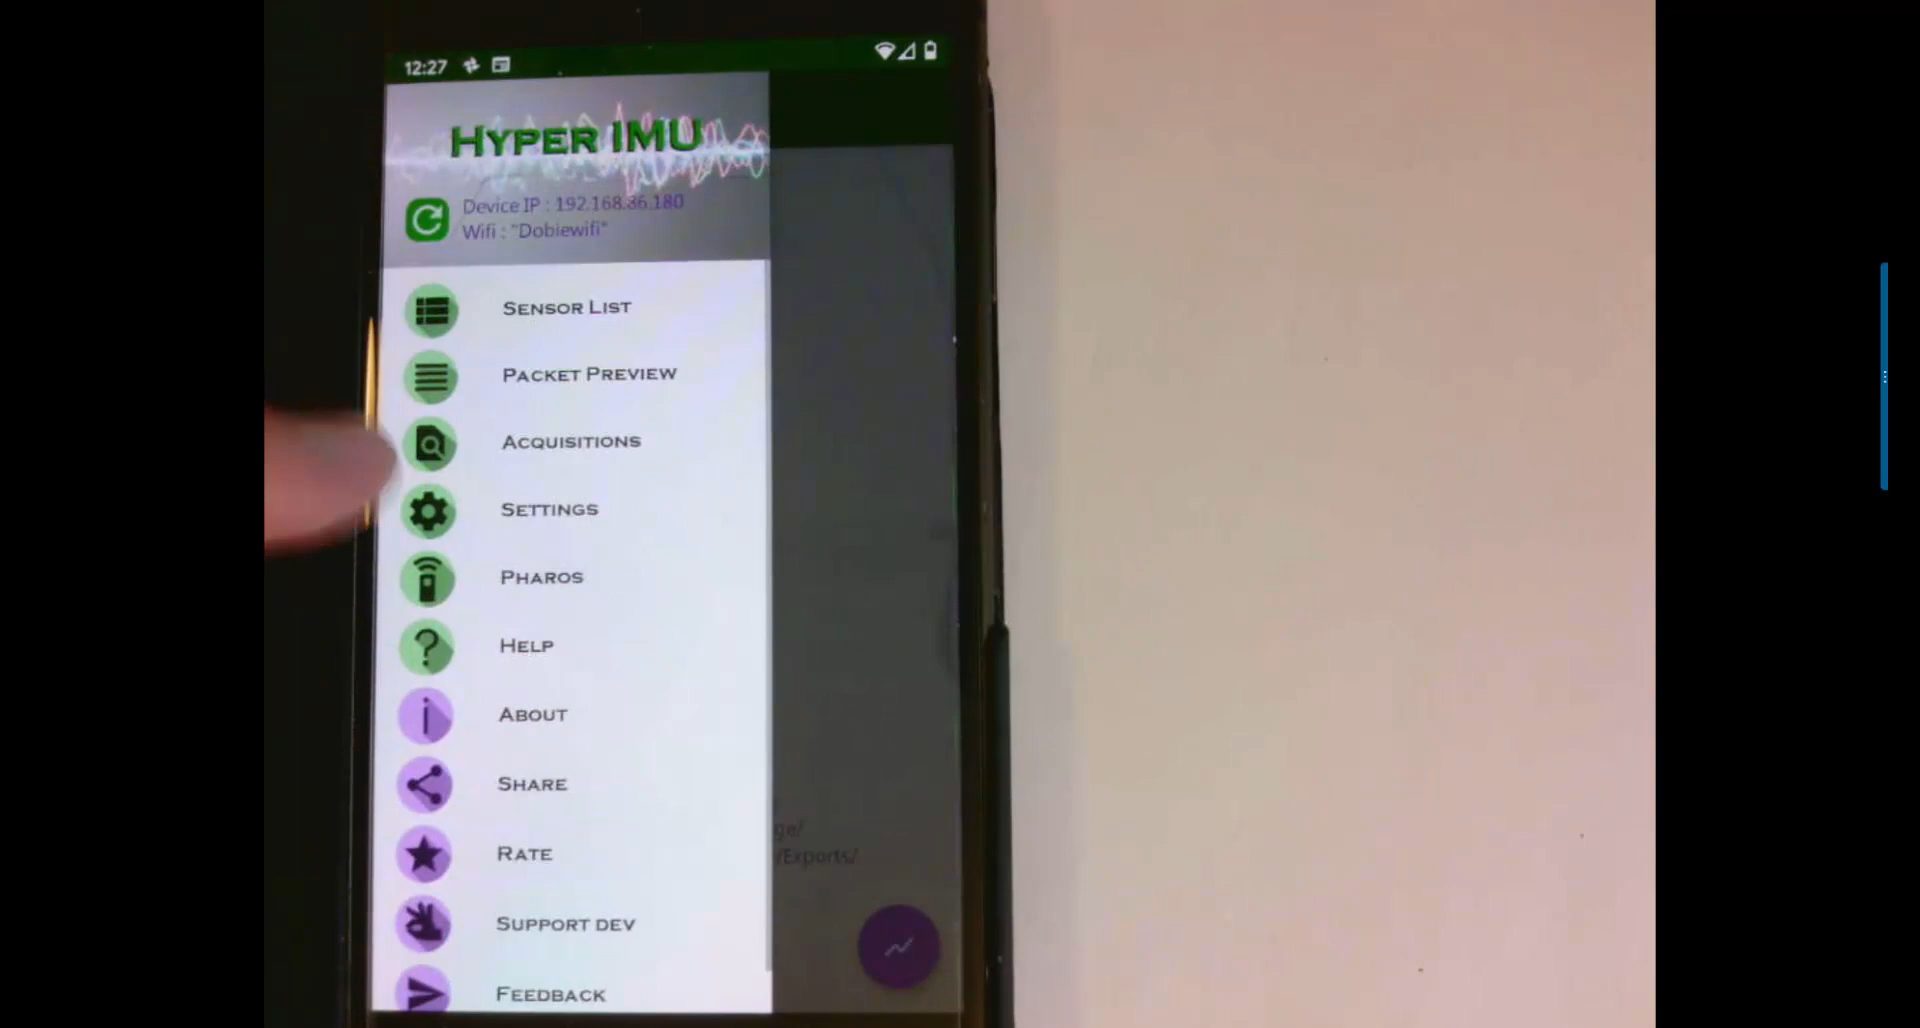 12:27
HYPER IMU
Device IP : 192.168.86.180
Wifi : "Dobiewifi"
SENSOR LIST
PACKET PREVIEW
ACQUISITIONS
SETTINGS
PHAROS
HELP
ABOUT
SHARE
ge/
/Exports/
RATE
SUPPORT DEV
FEEDBACK